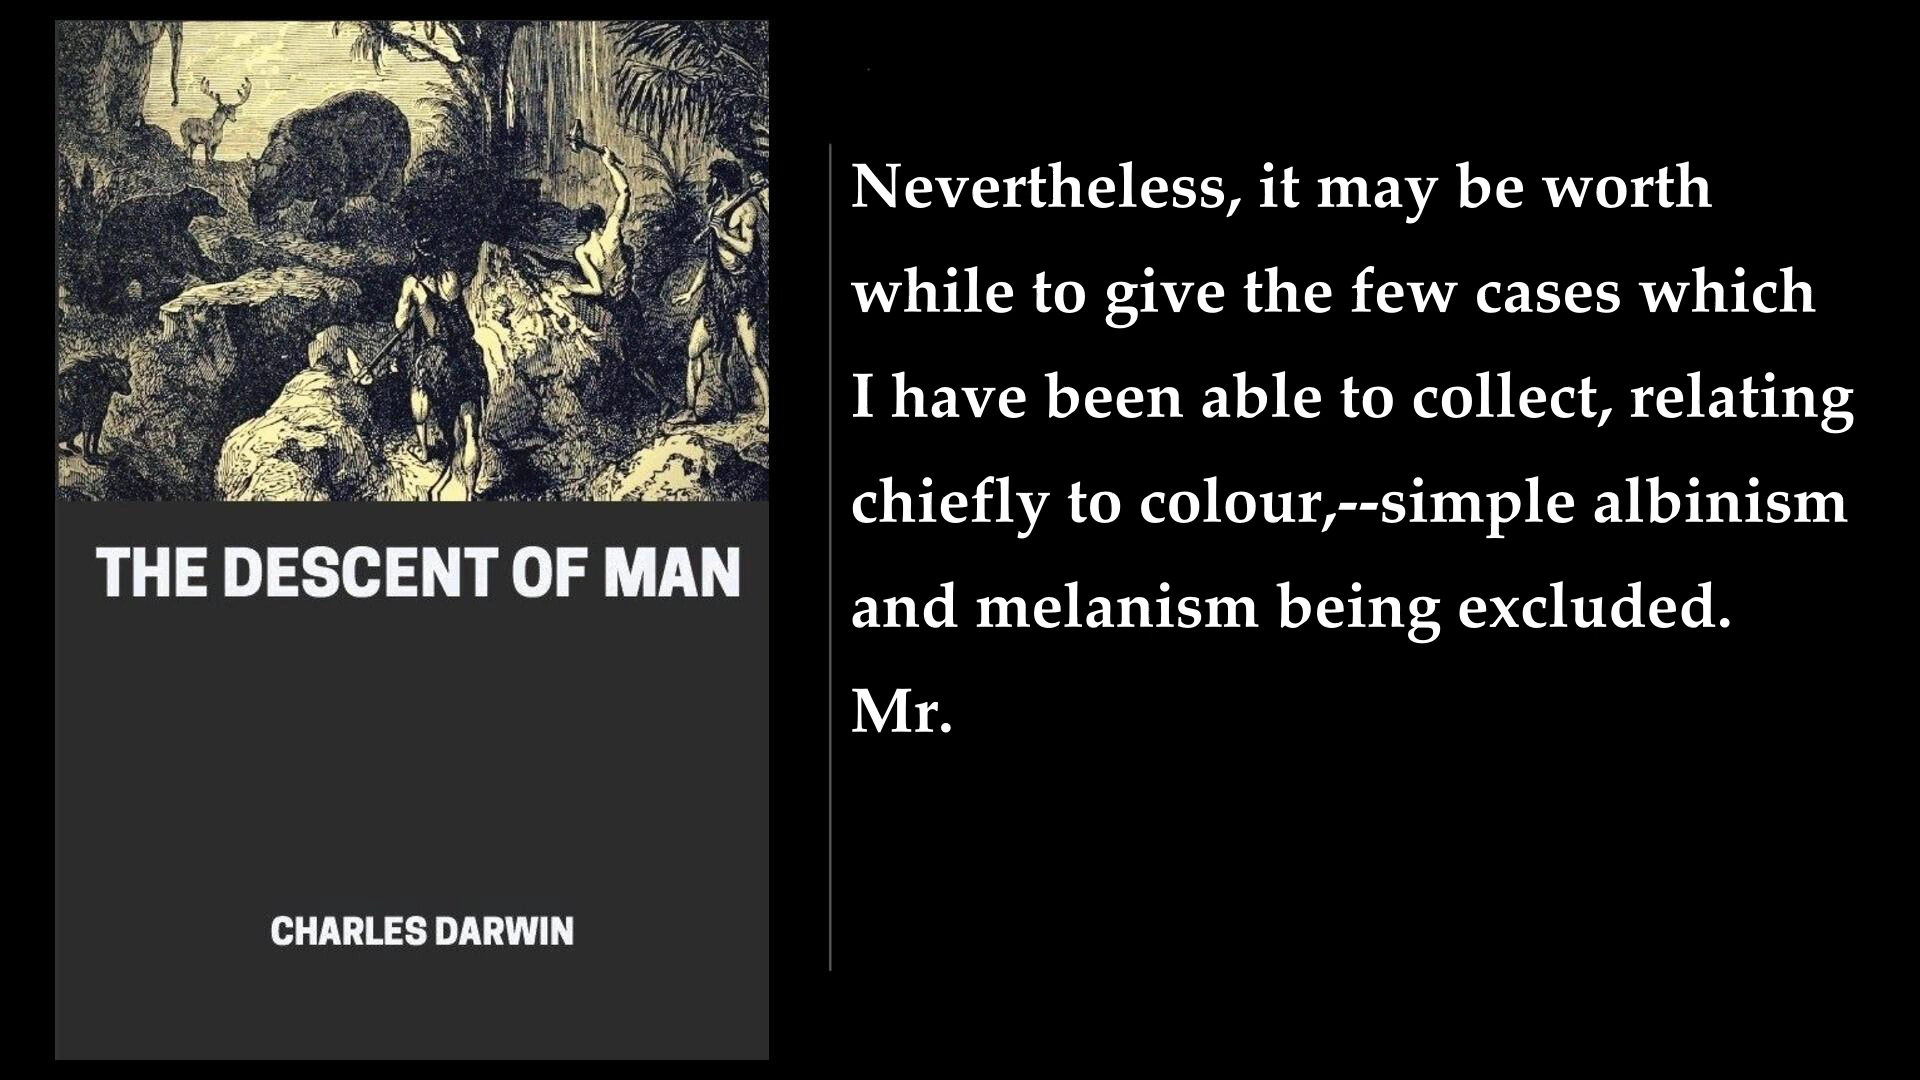 THE DESCENT OF MAN
CHARLES DARWIN
Nevertheless, it may be worth
while to give the few cases which
I have been able to collect, relating
chiefly to colour,--simple albinism
and melanism being excluded.
Mr.